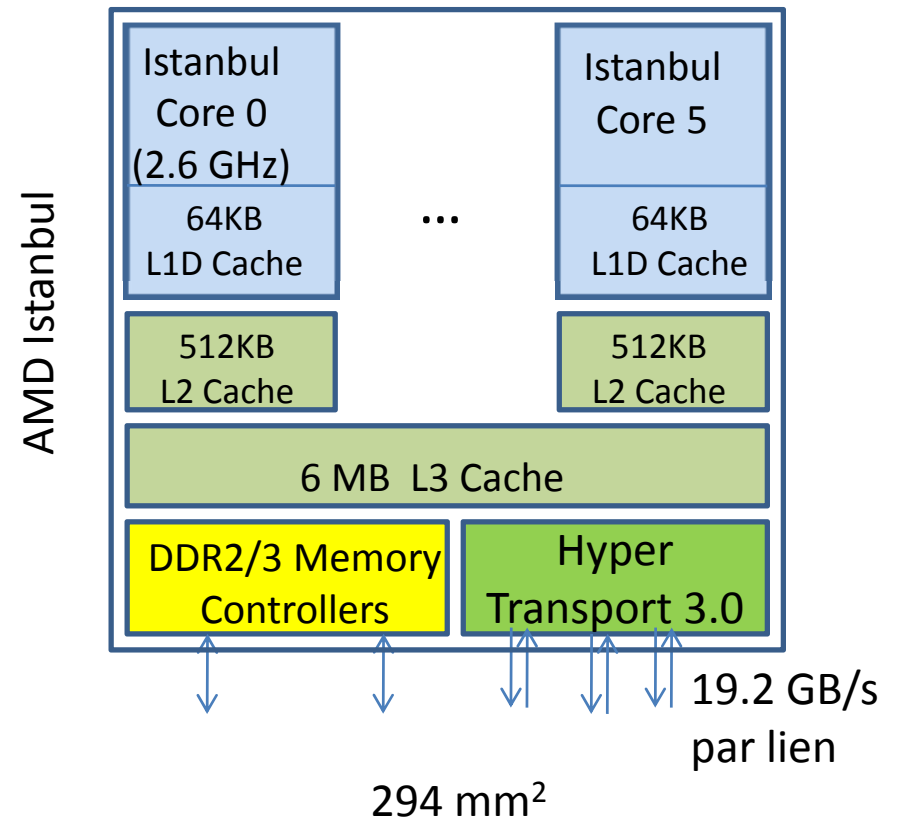 AMD Istanbul
Istanbul
Core 0
(2.6 GHz)
64KB
L1D Cache
...
Istanbul
Core 5
64KB
L1D Cache
512KB
L2 Cache
512KB
L2 Cache
6 MB L3 Cache
DDR2/3 Memory
Controllers
Hyper
Transport 3.0
19.2 GB/s
par lien
294 mm²